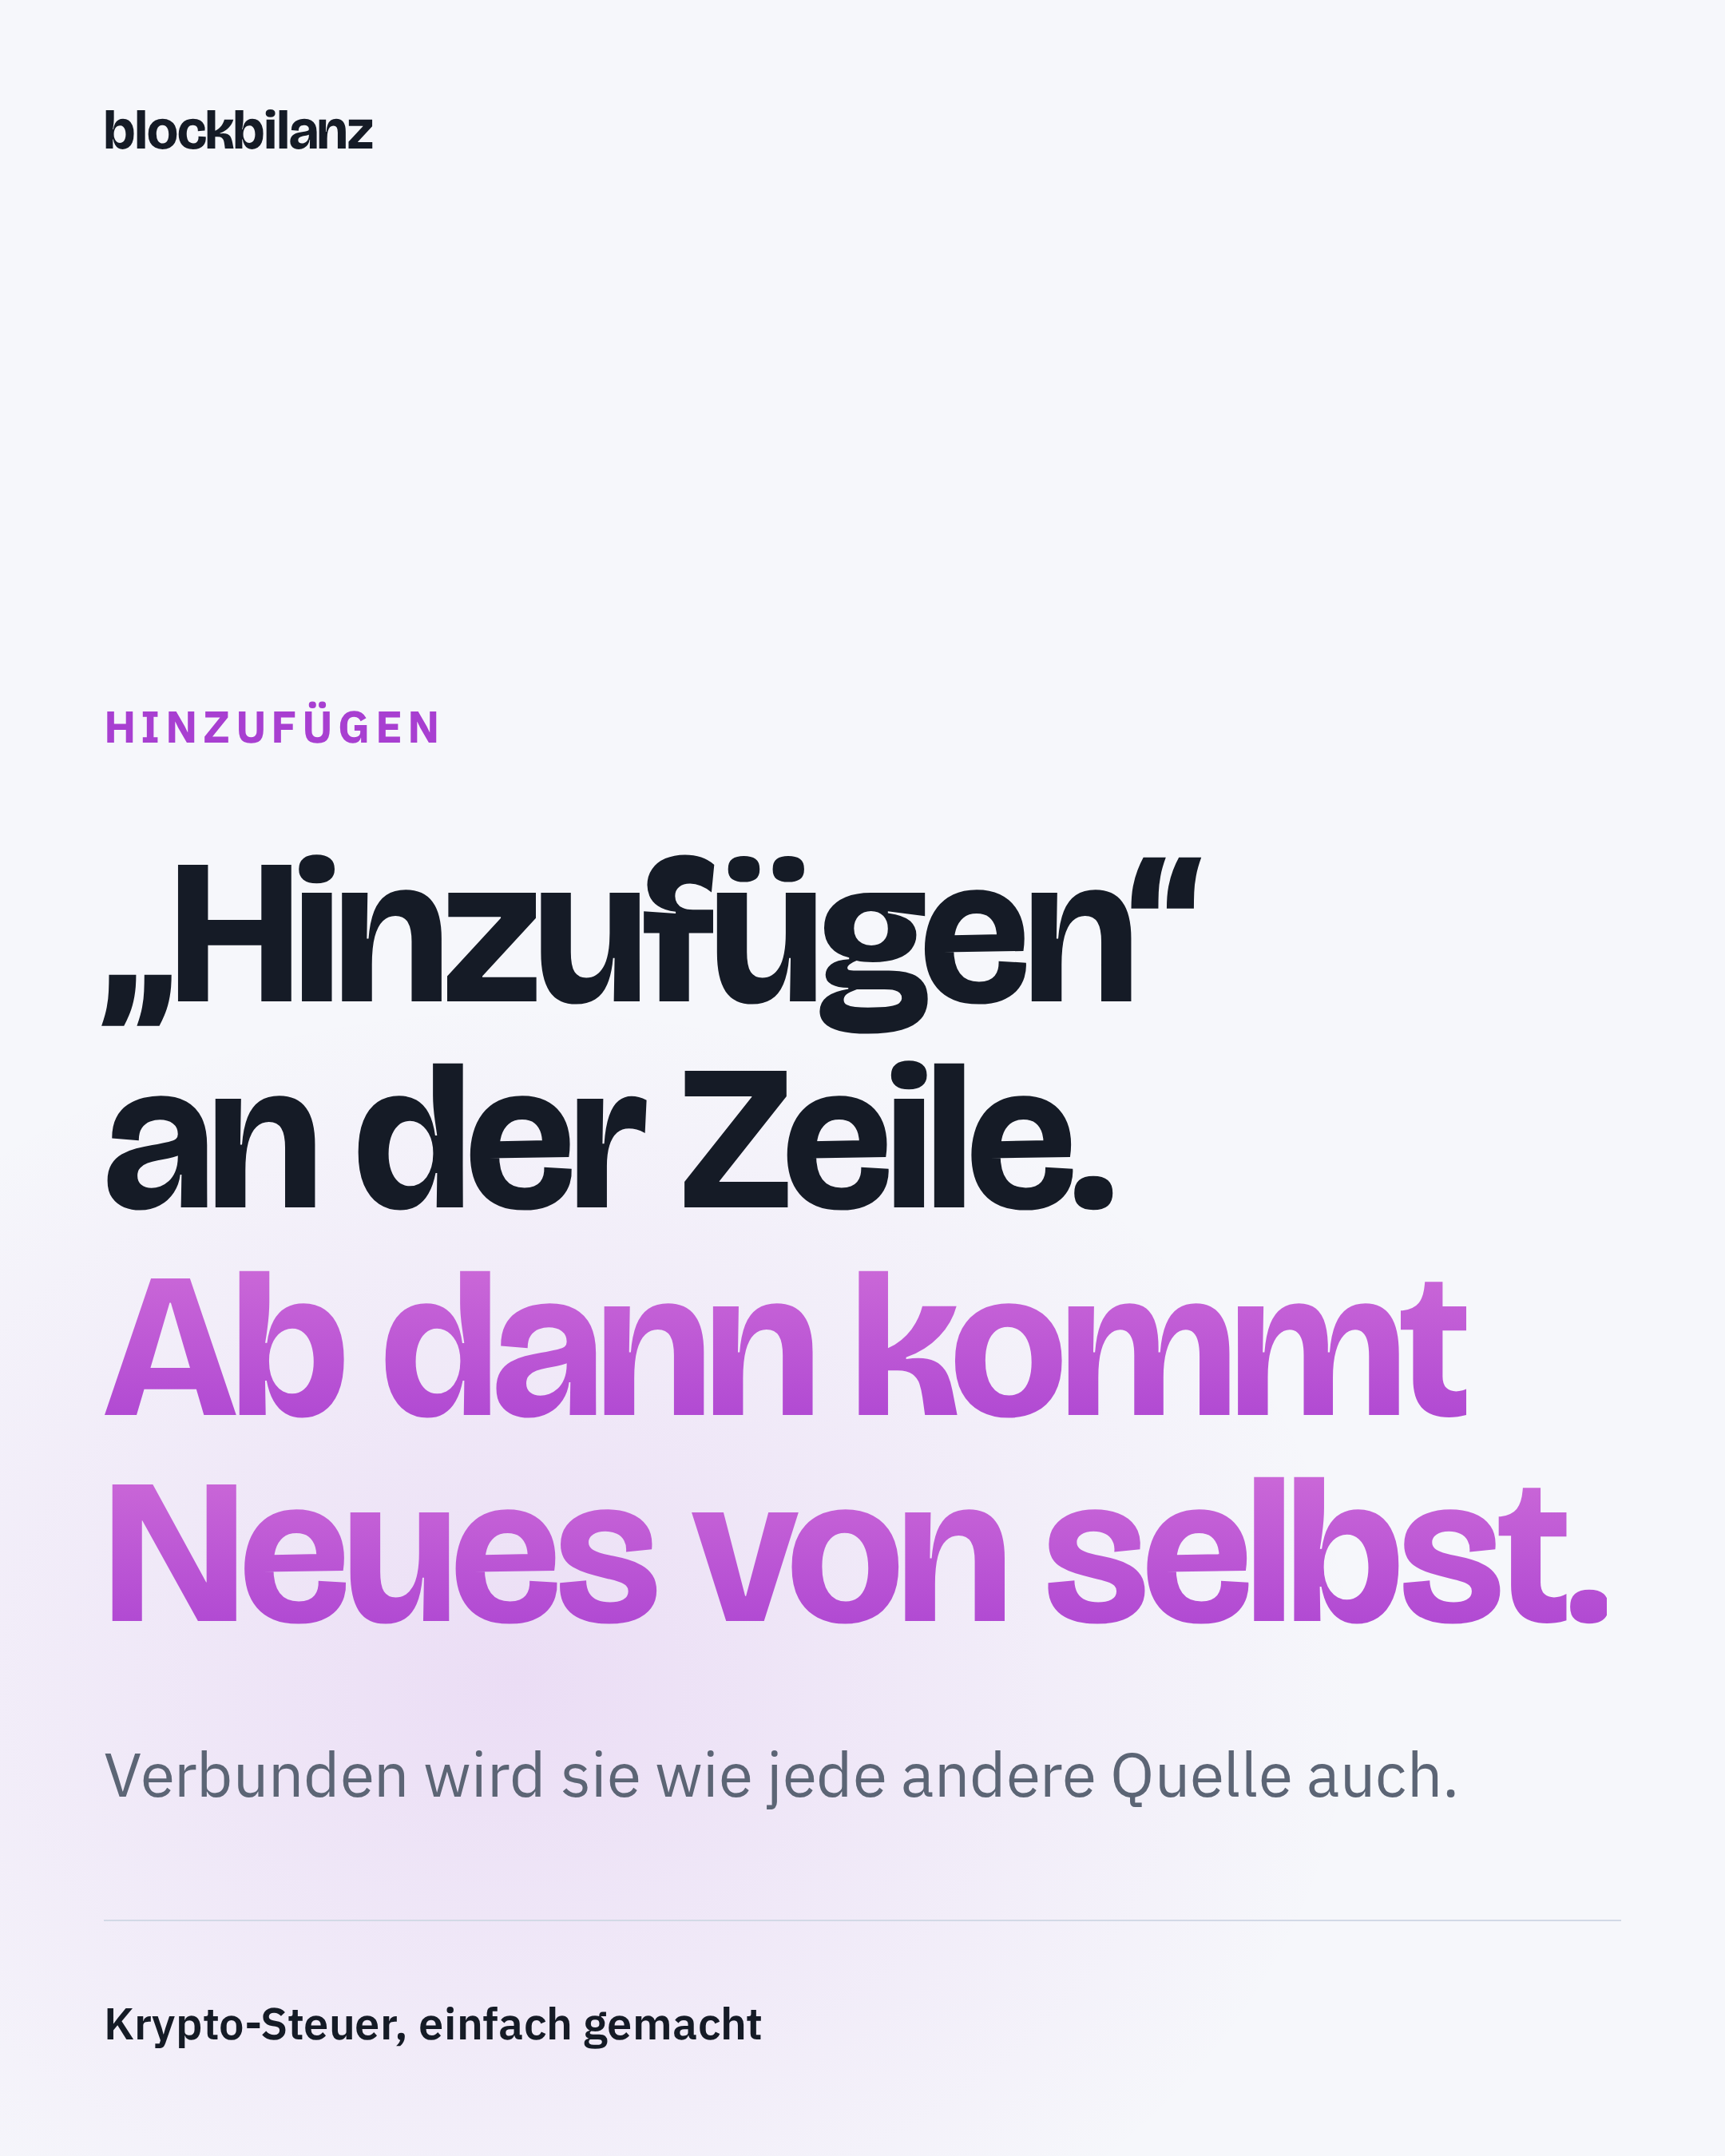 blockbilanz
HINZUFÜGEN
„Hinzufügen“
an der Zeile.
Ab dann kommt
Neues von selbst.
Verbunden wird sie wie jede andere Quelle auch.
Krypto-Steuer, einfach gemacht